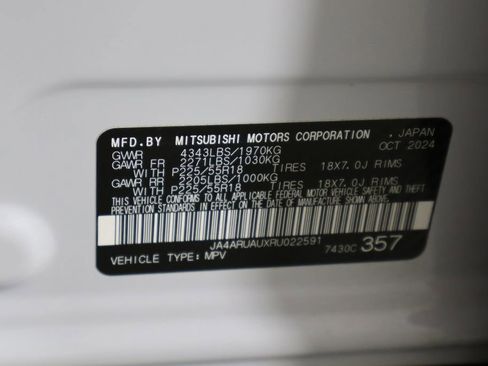 MFD.BY MITSUBISHI MOTORS CORPORATION , JAPAN
GVWR 4343LBS/1970KG OCT 2024
GAWR FR 2271LBS/1030KG
WITH P225/55R18 TIRES 18X7.0J RIMS
GAWR RR 2205LBS/1000KG
WITH P225/55R18 TIRES 18X7.0J RIMS
THIS VEHICLE CONFORMS TO ALL APPLICABLE FEDERAL MOTOR VEHICLE SAFETY AND THEFT
PREVENTION STANDARDS IN EFFECT ON THE DATE OF MANUFACTURE SHOWN ABOVE.
JA4ARUAUXRU022591 7430C 357
VEHICLE TYPE: MPV